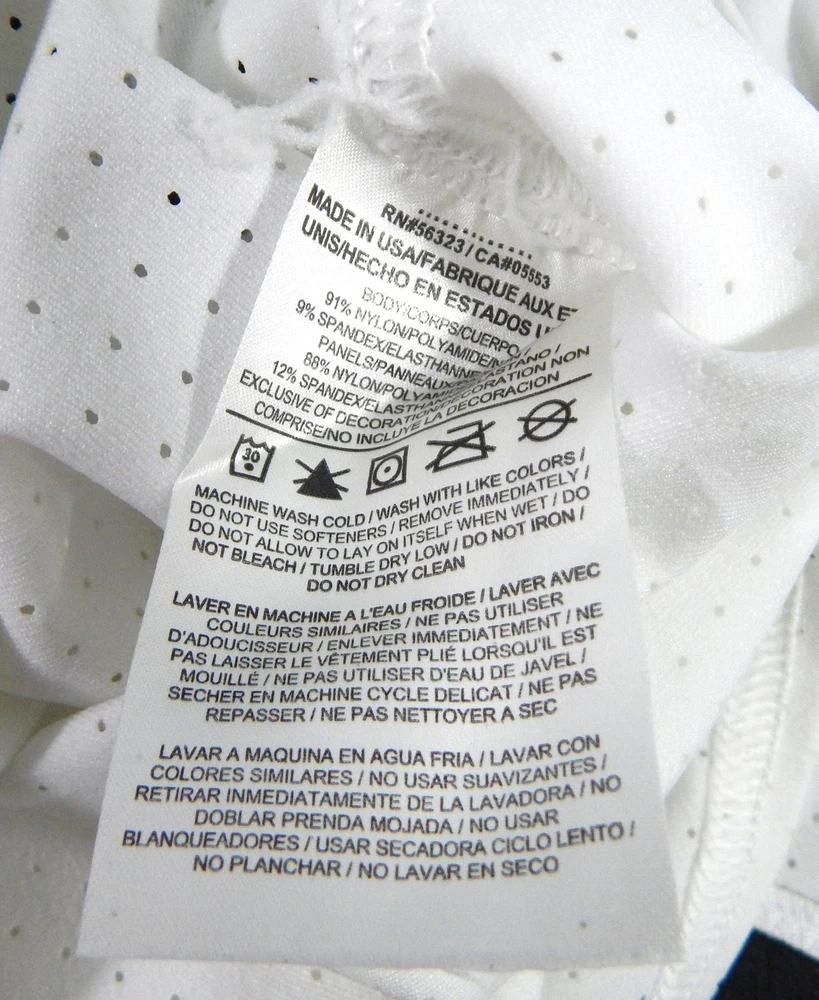 RN#56323 / CA#05553
MADE IN USA/FABRIQUE AUX
UNIS/HECHO EN ESTADOS
BODY/CORPS/CUERPO
91% NYLON/POLYAMIDE/
9% SPANDEX/ELASTHANNE
PANELS/PANNEAUX
88% NYLON/
12% SPANDEX/
EXCLUSIVE OF DECORATION/DECORATION NON
COMPRISE/NO INCLUYE LA DECORACION
30
MACHINE WASH COLD / WASH WITH LIKE COLORS /
DO NOT USE SOFTENERS / REMOVE IMMEDIATELY /
DO NOT ALLOW TO LAY ON ITSELF WHEN WET / DO
NOT BLEACH / TUMBLE DRY LOW / DO NOT IRON /
DO NOT DRY CLEAN
LAVER EN MACHINE A L'EAU FROIDE / LAVER AVEC
COULEURS SIMILAIRES / NE PAS UTILISER
D'ADOUCISSEUR / ENLEVER IMMEDIATEMENT / NE
PAS LAISSER LE VÊTEMENT PLIÉ LORSQU'IL EST
MOUILLÉ / NE PAS UTILISER D'EAU DE JAVEL /
SECHER EN MACHINE CYCLE DELICAT / NE PAS
REPASSER / NE PAS NETTOYER A SEC
LAVAR A MAQUINA EN AGUA FRIA / LAVAR CON
COLORES SIMILARES / NO USAR SUAVIZANTES /
RETIRAR INMEDIATAMENTE DE LA LAVADORA / NO
DOBLAR PRENDA MOJADA / NO USAR
BLANQUEADORES / USAR SECADORA CICLO LENTO /
NO PLANCHAR / NO LAVAR EN SECO